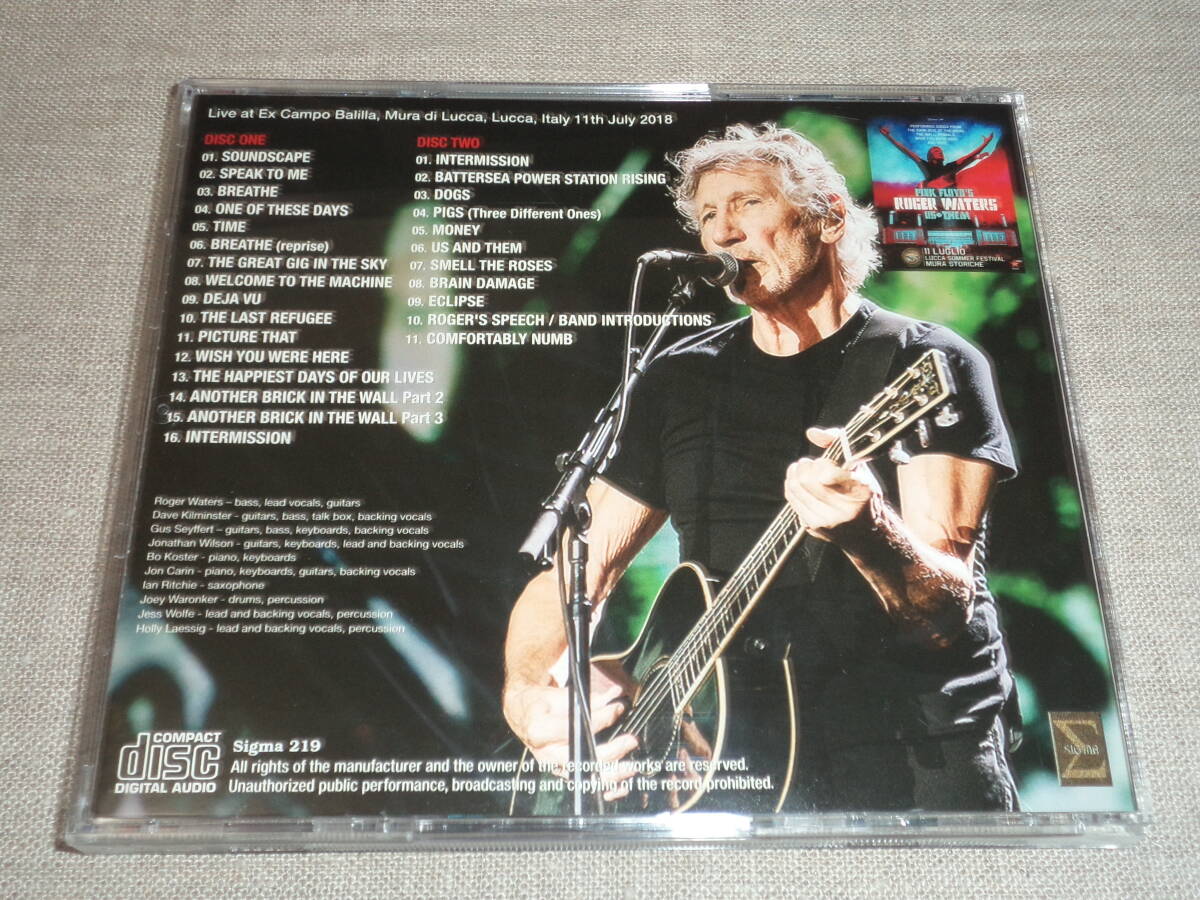 Live at Ex Campo Balilla, Mura di Lucca, Lucca, Italy 11th July 2018
DISC ONE
01. SOUNDSCAPE
02. SPEAK TO ME
03. BREATHE
04. ONE OF THESE DAYS
05. TIME
06. BREATHE (reprise)
07. THE GREAT GIG IN THE SKY
08. WELCOME TO THE MACHINE
09. DEJA VU
10. THE LAST REFUGEE
11. PICTURE THAT
12. WISH YOU WERE HERE
13. THE HAPPIEST DAYS OF OUR LIVES
14. ANOTHER BRICK IN THE WALL Part 2
15. ANOTHER BRICK IN THE WALL Part 3
16. INTERMISSION
DISC TWO
01. INTERMISSION
02. BATTERSEA POWER STATION RISING
03. DOGS
04. PIGS (Three Different Ones)
05. MONEY
06. US AND THEM
07. SMELL THE ROSES
08. BRAIN DAMAGE
09. ECLIPSE
10. ROGER'S SPEECH / BAND INTRODUCTIONS
11. COMFORTABLY NUMB
PINK FLOYD'S
ROGER WATERS
US+THEM
11 LUGLIO
LUCCA SUMMER FESTIVAL
MURA STORICHE
Roger Waters – bass, lead vocals, guitars
Dave Kilminster - guitars, bass, talk box, backing vocals
Gus Seyffert – guitars, bass, keyboards, backing vocals
Jonathan Wilson - guitars, keyboards, lead and backing vocals
Bo Koster - piano, keyboards
Jon Carin - piano, keyboards, guitars, backing vocals
Ian Ritchie - saxophone
Joey Waronker - drums, percussion
Jess Wolfe - lead and backing vocals, percussion
Holly Laessig - lead and backing vocals, percussion
COMPACT
disc
DIGITAL AUDIO
Sigma 219
All rights of the manufacturer and the owner of the recorded works are reserved.
Unauthorized public performance, broadcasting and copying of the record prohibited.
Σ
SIGMA